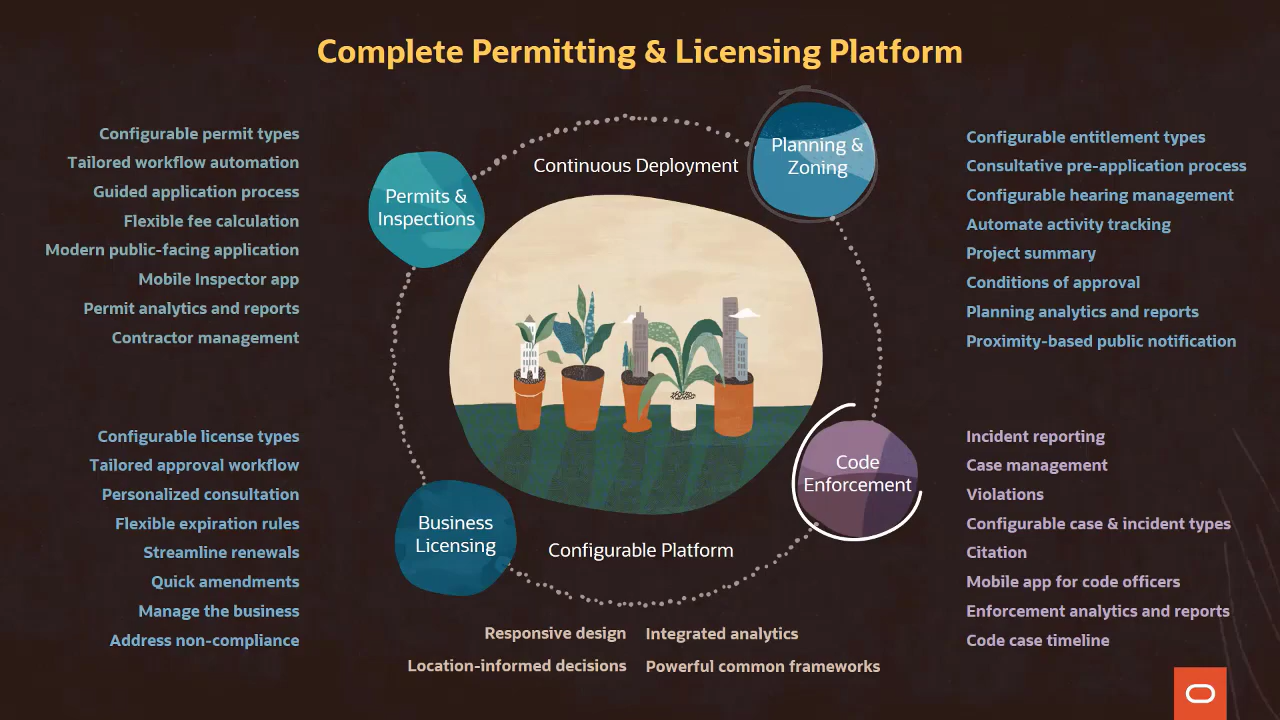 Complete Permitting & Licensing Platform
Configurable permit types
Tailored workflow automation
Guided application process
Flexible fee calculation
Modern public-facing application
Mobile Inspector app
Permit analytics and reports
Contractor management
Permits &
Inspections
Continuous Deployment
Planning &
Zoning
Configurable entitlement types
Consultative pre-application process
Configurable hearing management
Automate activity tracking
Project summary
Conditions of approval
Planning analytics and reports
Proximity-based public notification
Configurable license types
Tailored approval workflow
Personalized consultation
Flexible expiration rules
Streamline renewals
Quick amendments
Manage the business
Address non-compliance
Business
Licensing
Configurable Platform
Code
Enforcement
Incident reporting
Case management
Violations
Configurable case & incident types
Citation
Mobile app for code officers
Enforcement analytics and reports
Code case timeline
Responsive design
Integrated analytics
Location-informed decisions
Powerful common frameworks